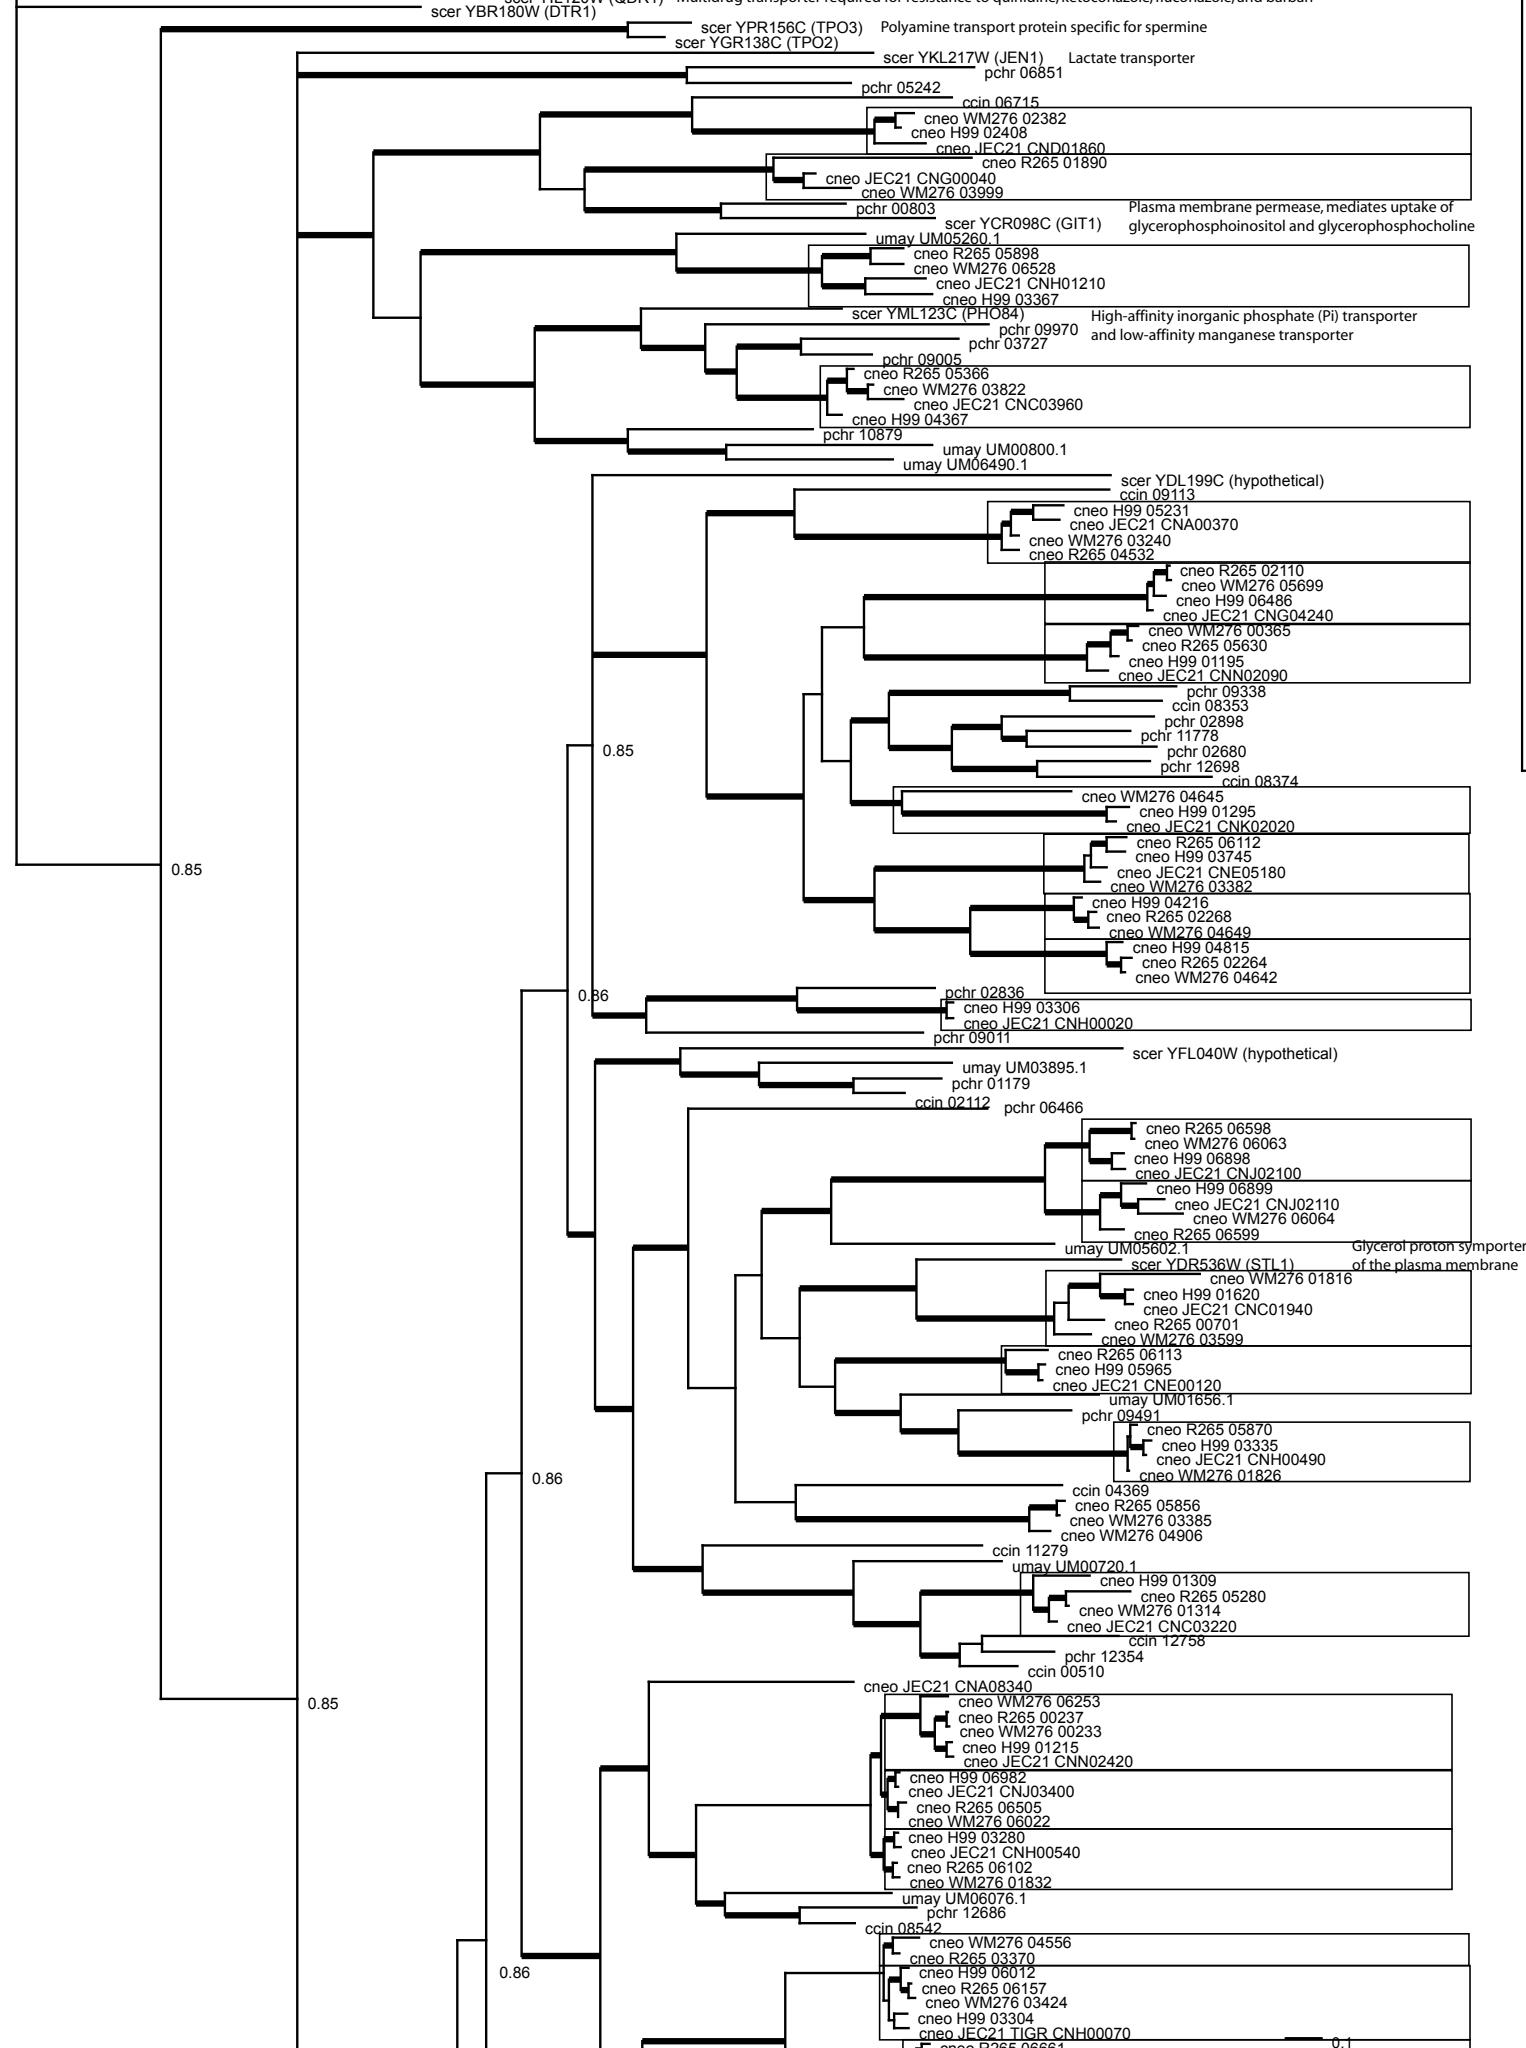 scer YBR180W (DTR1)
scer YPR156C (TPO3) Polyamine transport protein specific for spermine
scer YGR138C (TPO2)
scer YKL217W (JEN1) Lactate transporter
pchr 06851
pchr 05242
ccin 06715
cneo WM276 02382
cneo H99 02408
cneo JEC21 CND01860
cneo R265 01890
cneo JEC21 CNG00040
cneo WM276 03999
pchr 00803 Plasma membrane permease, mediates uptake of
scer YCR098C (GIT1) glycerophosphoinositol and glycerophosphocholine
umay UM05260.1
cneo R265 05898
cneo WM276 06528
cneo JEC21 CNH01210
cneo H99 03367
scer YML123C (PHO84) High-affinity inorganic phosphate (Pi) transporter
pchr 09970 and low-affinity manganese transporter
pchr 03727
pchr 09005
cneo R265 05366
cneo WM276 03822
cneo JEC21 CNC03960
cneo H99 04367
pchr 10879
umay UM00800.1
umay UM06490.1
scer YDL199C (hypothetical)
ccin 09113
cneo H99 05231
cneo JEC21 CNA00370
cneo WM276 03240
cneo R265 04532
cneo R265 02110
cneo WM276 05699
cneo H99 06486
cneo JEC21 CNG04240
cneo WM276 00365
cneo R265 05630
cneo H99 01195
cneo JEC21 CNN02090
pchr 09338
ccin 08353
pchr 02898
pchr 11778
0.85 pchr 02680
pchr 12698
ccin 08374
cneo WM276 04645
cneo H99 01295
cneo JEC21 CNK02020
cneo R265 06112
cneo H99 03745
0.85 cneo JEC21 CNE05180
cneo WM276 03382
cneo H99 04216
cneo R265 02268
cneo WM276 04649
cneo H99 04815
cneo R265 02264
cneo WM276 04642
0.86 pchr 02836
cneo H99 03306
cneo JEC21 CNH00020
pchr 09011
scer YFL040W (hypothetical)
umay UM03895.1
pchr 01179
ccin 02112 pchr 06466
cneo R265 06598
cneo WM276 06063
cneo H99 06898
cneo JEC21 CNJ02100
cneo H99 06899
cneo JEC21 CNJ02110
cneo WM276 06064
cneo R265 06599
umay UM05602.1 Glycerol proton symporter
scer YDR536W (STL1) of the plasma membrane
cneo WM276 01816
cneo H99 01620
cneo JEC21 CNC01940
cneo R265 00701
cneo WM276 03599
cneo R265 06113
cneo H99 05965
cneo JEC21 CNE00120
umay UM01656.1
pchr 09491
cneo R265 05870
cneo H99 03335
cneo JEC21 CNH00490
0.86 cneo WM276 01826
ccin 04369
cneo R265 05856
cneo WM276 03385
cneo WM276 04906
ccin 11279
umay UM00720.1
cneo H99 01309
cneo R265 05280
cneo WM276 01314
cneo JEC21 CNC03220
ccin 12758
pchr 12354
ccin 00510
cneo JEC21 CNA08340
0.85 cneo WM276 06253
cneo R265 00237
cneo WM276 00233
cneo H99 01215
cneo JEC21 CNN02420
cneo H99 06982
cneo JEC21 CNJ03400
cneo R265 06505
cneo WM276 06022
cneo H99 03280
cneo JEC21 CNH00540
cneo R265 06102
cneo WM276 01832
umay UM06076.1
pchr 12686
ccin 08542
cneo WM276 04556
cneo R265 03370
0.86 cneo H99 06012
cneo R265 06157
cneo WM276 03424
cneo H99 03304
cneo JEC21 TIGR CNH00070
0.1